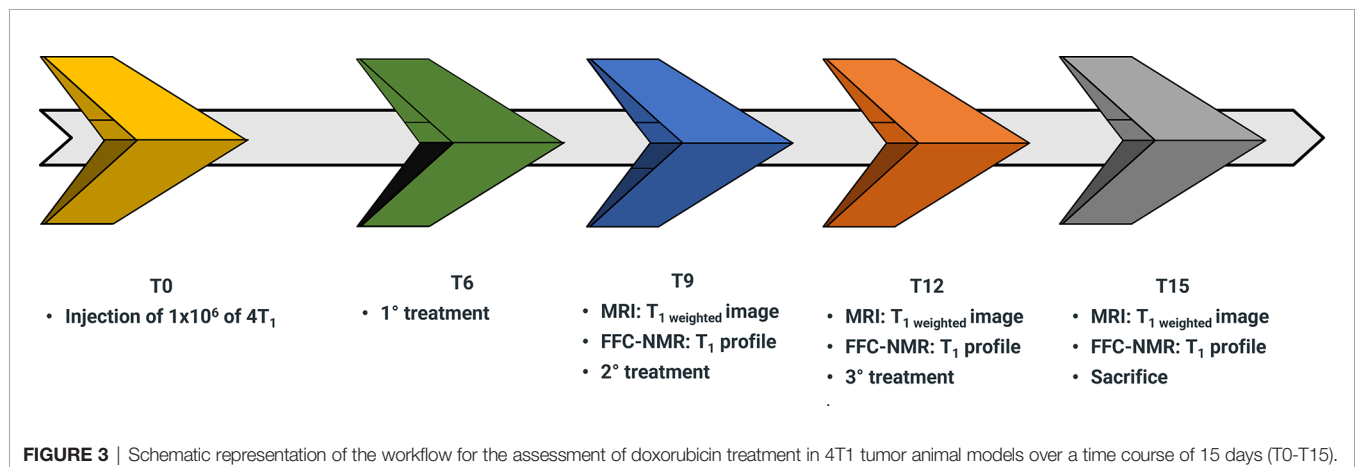 T0
• Injection of 1x10⁶ of 4T₁
T6
• 1° treatment
T9
• MRI: T₁ weighted image
• FFC-NMR: T₁ profile
• 2° treatment
T12
• MRI: T₁ weighted image
• FFC-NMR: T₁ profile
• 3° treatment
.
T15
• MRI: T₁ weighted image
• FFC-NMR: T₁ profile
• Sacrifice
FIGURE 3 | Schematic representation of the workflow for the assessment of doxorubicin treatment in 4T1 tumor animal models over a time course of 15 days (T0-T15).